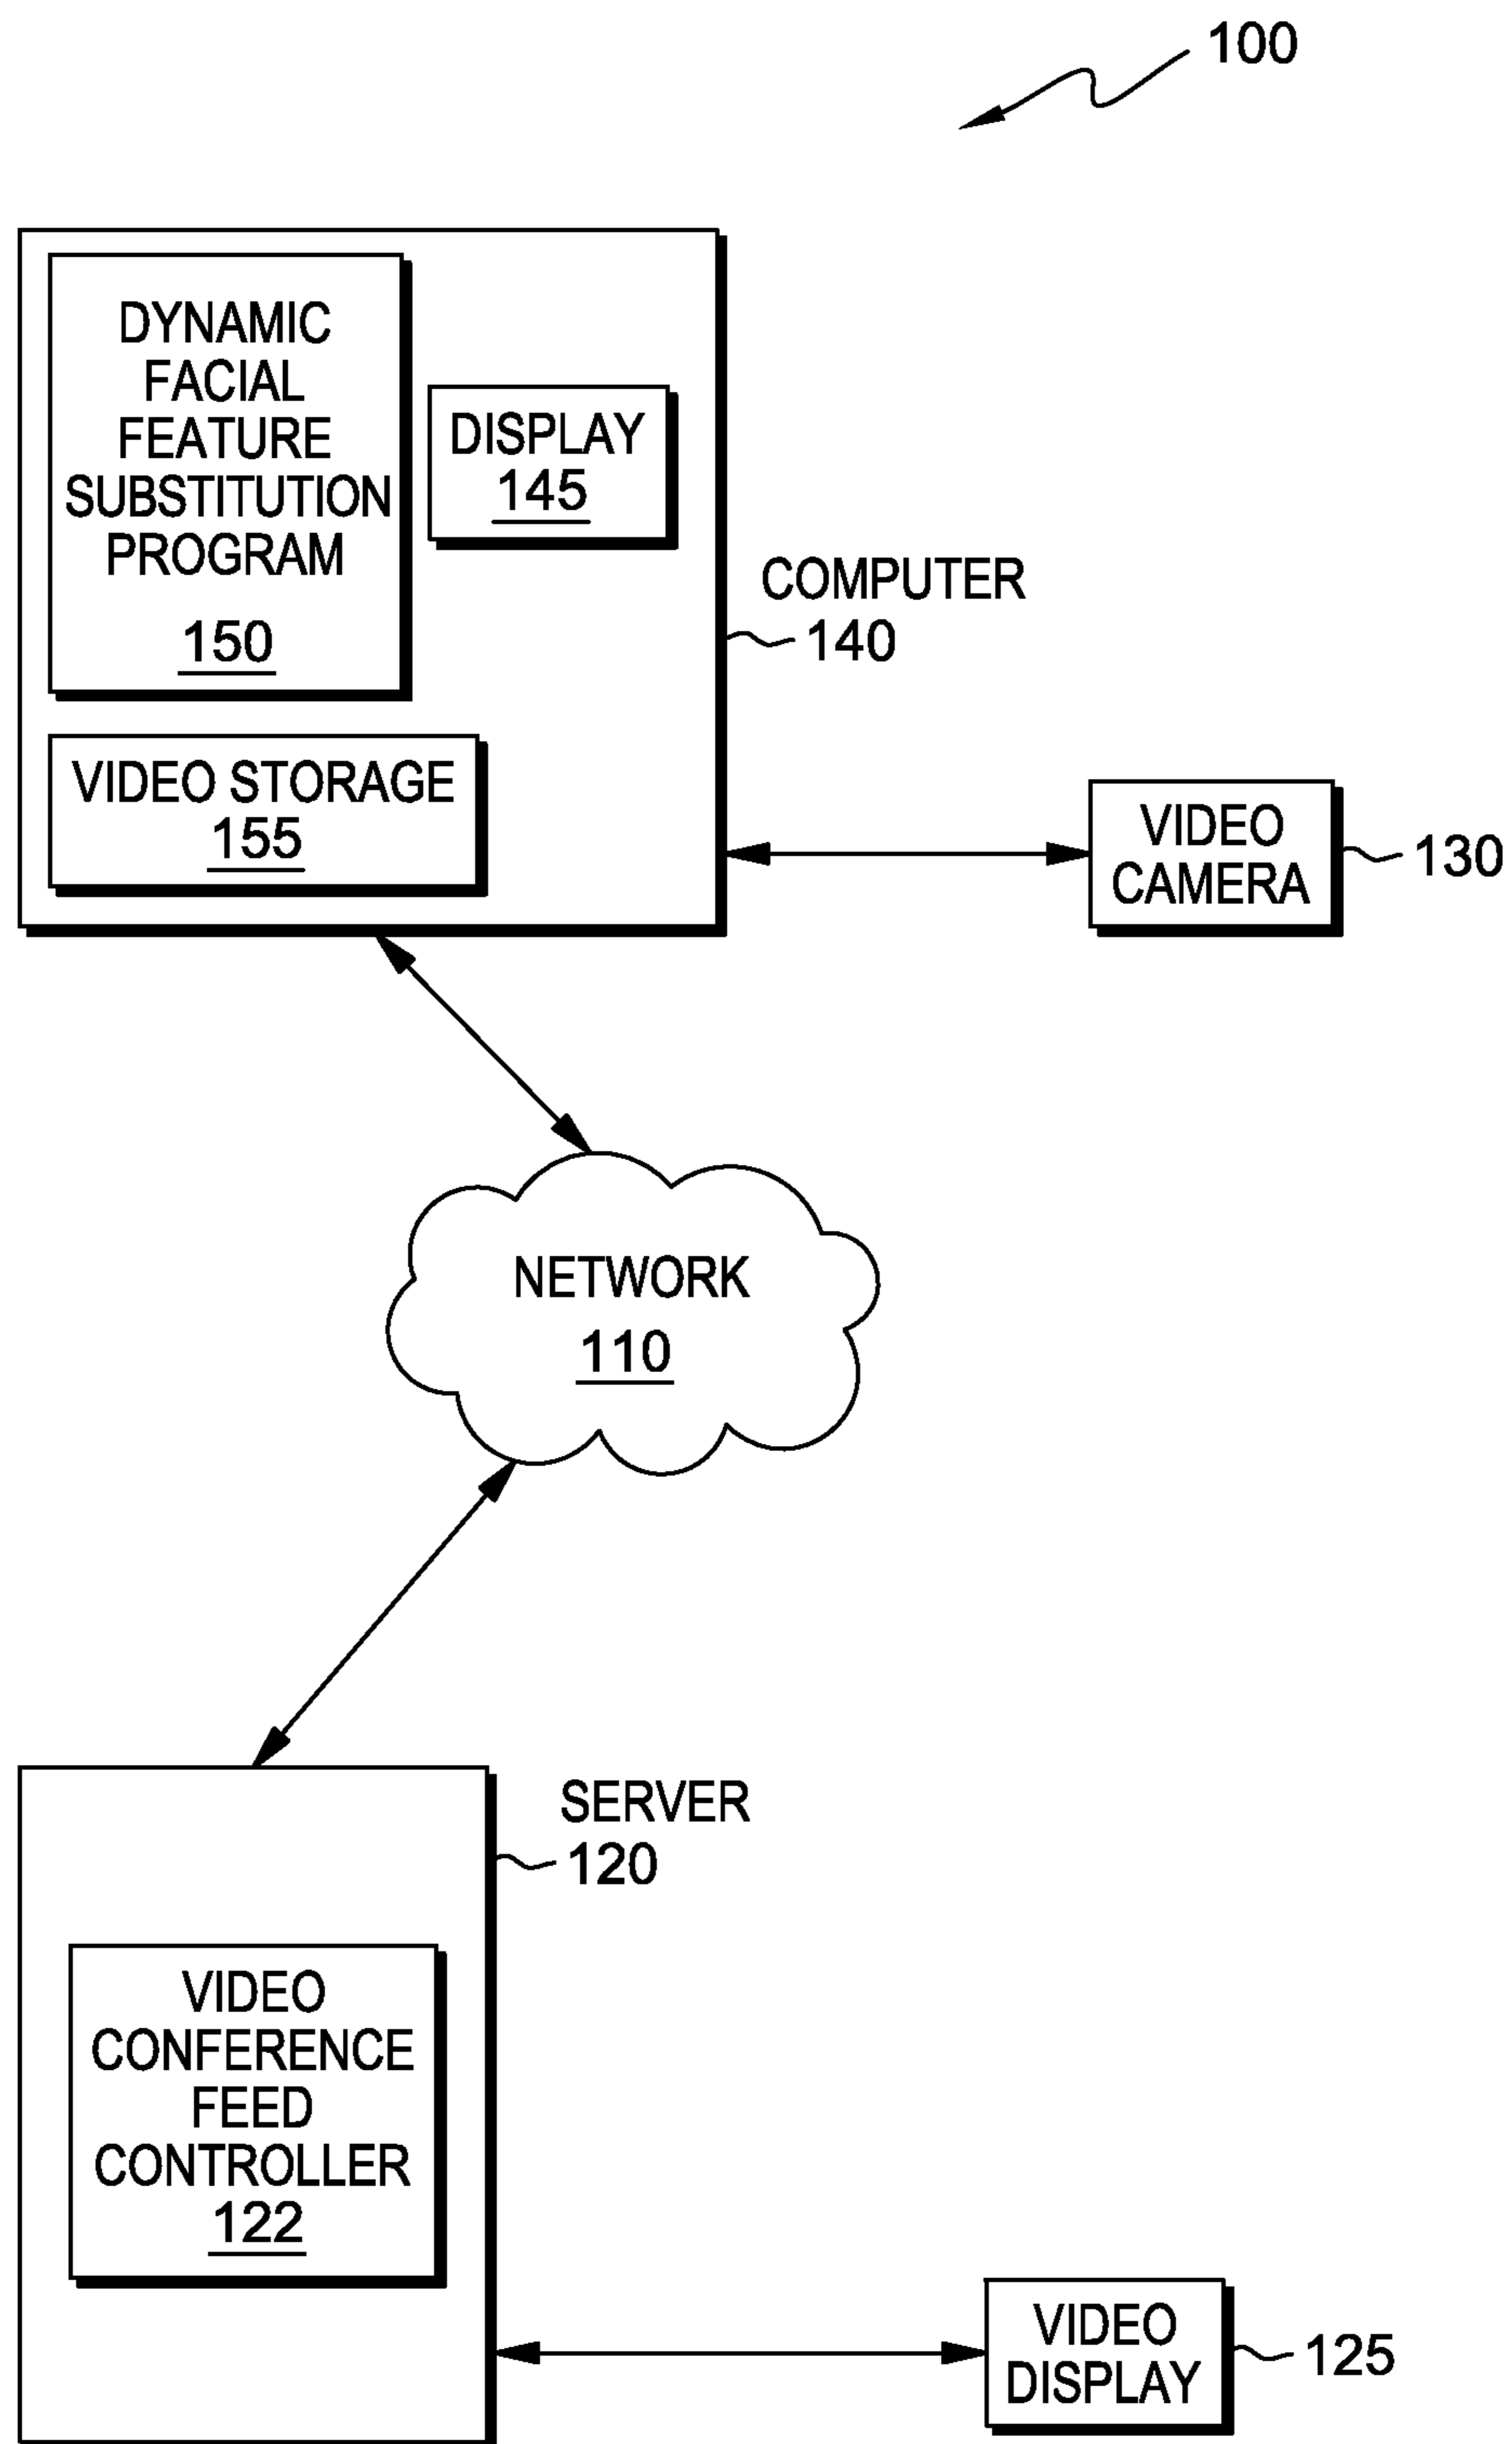 100
DYNAMIC
FACIAL
FEATURE
SUBSTITUTION
PROGRAM
150
DISPLAY
145
COMPUTER
140
VIDEO STORAGE
155
VIDEO
CAMERA
130
NETWORK
110
SERVER
120
VIDEO
CONFERENCE
FEED
CONTROLLER
122
VIDEO
DISPLAY
125